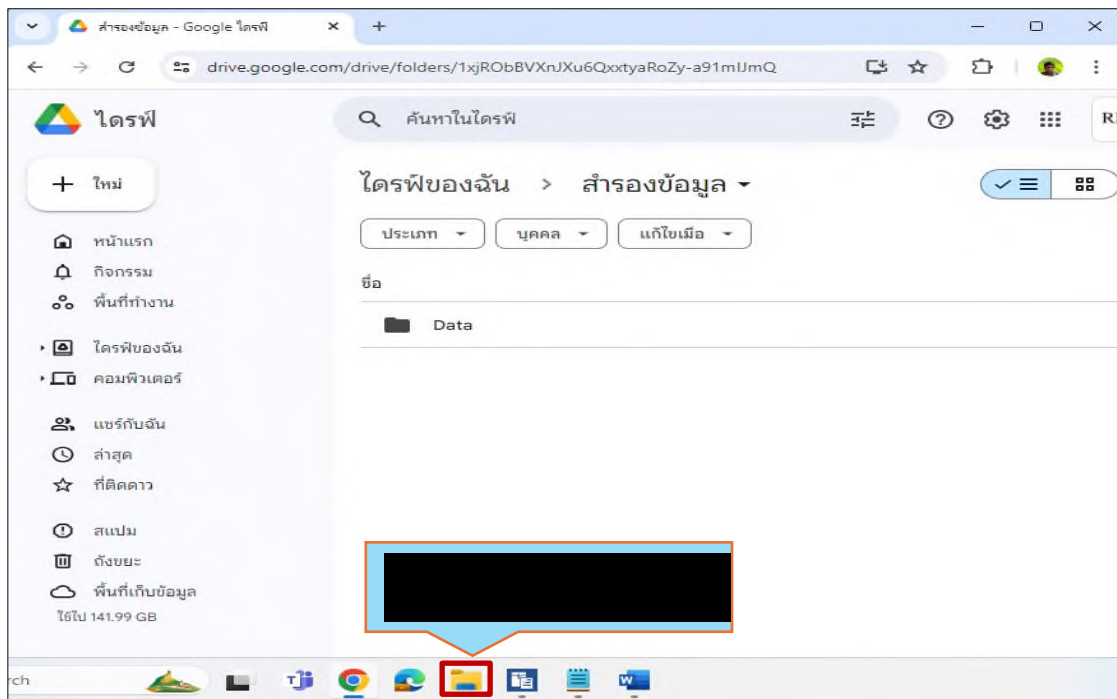 สำรองข้อมูล - Google ไดรฟ์
drive.google.com/drive/folders/1xjRObBVXnJXu6QxxtyaRoZy-a91mIJmQ
ไดรฟ์
ค้นหาในไดรฟ์
ใหม่
ไดรฟ์ของฉัน > สำรองข้อมูล
ประเภท
บุคคล
แก้ไขเมื่อ
หน้าแรก
กิจกรรม
พื้นที่ทำงาน
ไดรฟ์ของฉัน
คอมพิวเตอร์
แชร์กับฉัน
ล่าสุด
ที่ติดดาว
สแปม
ถังขยะ
พื้นที่เก็บข้อมูล
ใช้ไป 141.99 GB
ชื่อ
Data
rch